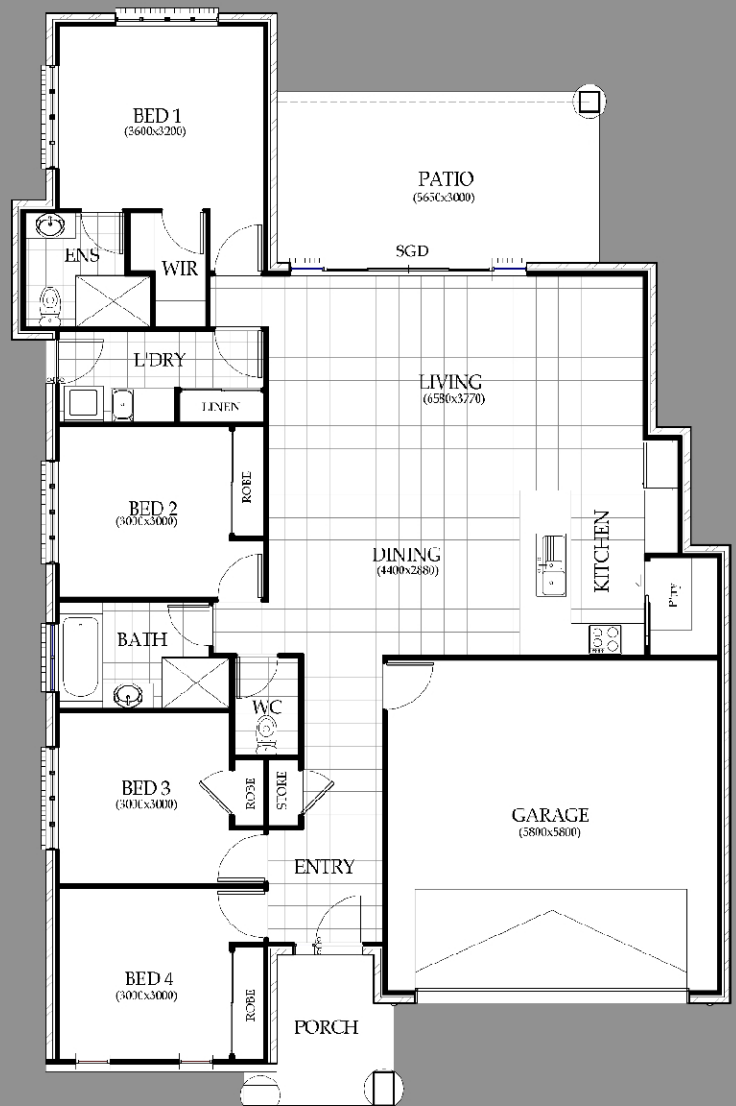 BED 1
(3600x3200)
PATIO
(5650x3000)
SGD
ENS
WIR
L'DRY
LINEN
LIVING
(6580x3770)
BED 2
(3000x3000)
ROBE
DINING
(4400x2880)
KITCHEN
P'TY
BATH
WC
BED 3
(3000x3000)
ROBE
STORE
GARAGE
(5800x5800)
ENTRY
BED 4
(3000x3000)
ROBE
PORCH